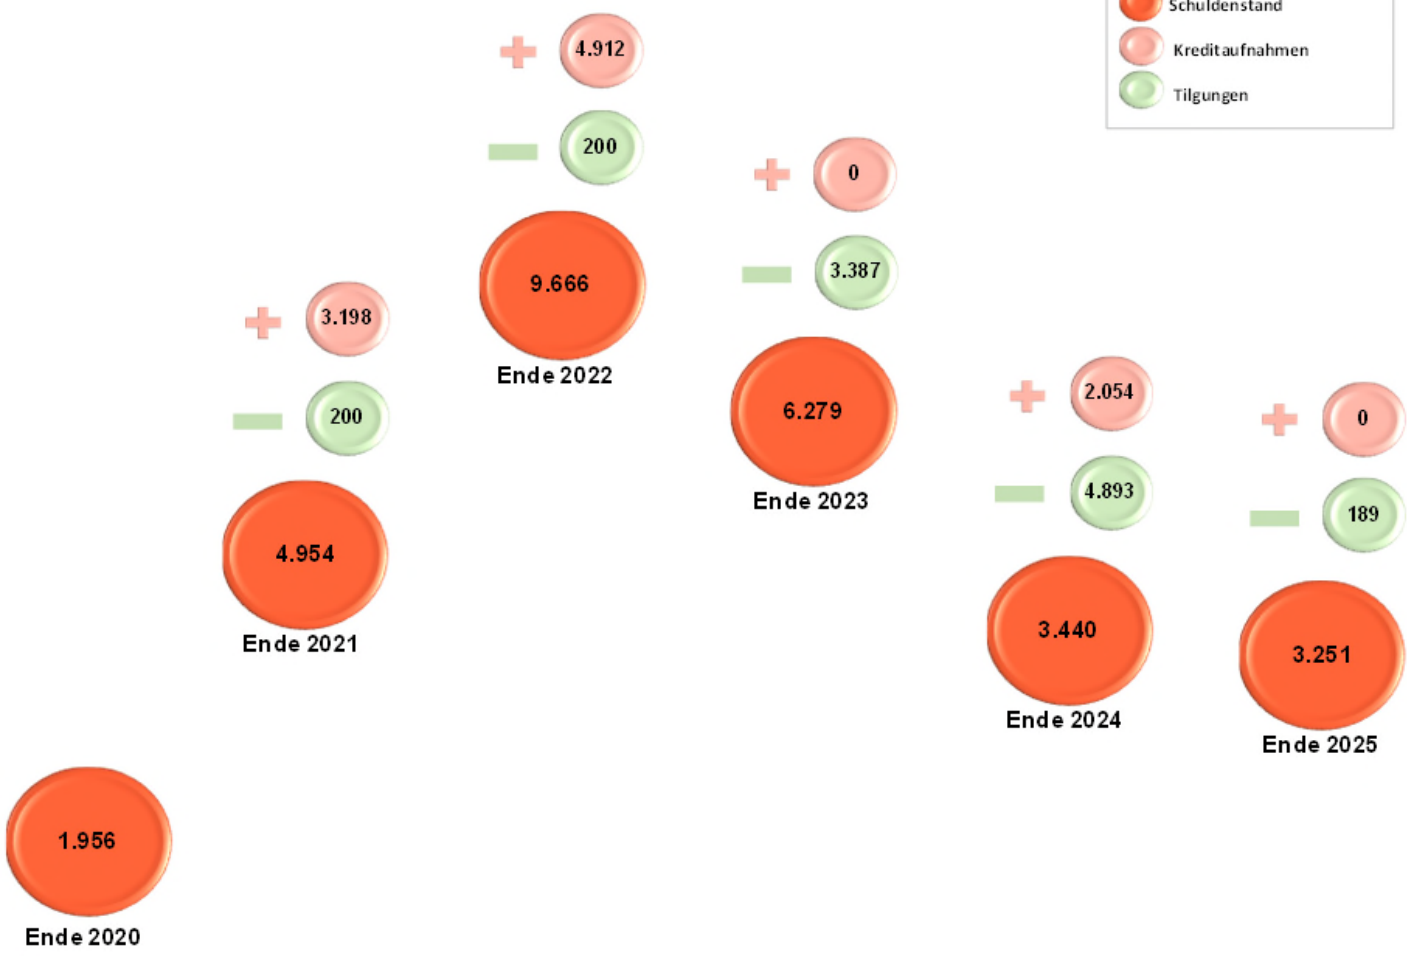 Schuldenstand
Kreditaufnahmen
Tilgungen
4.912
200
9.666
Ende 2022
0
3.387
6.279
Ende 2023
3.198
200
4.954
Ende 2021
2.054
4.893
3.440
Ende 2024
0
189
3.251
Ende 2025
1.956
Ende 2020